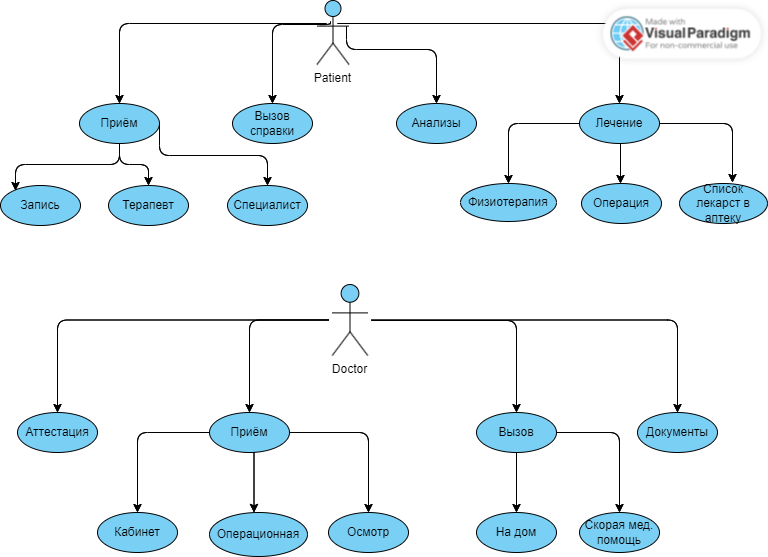 Made with
Visual Paradigm
For non-commercial use
Patient
Приём
Вызов
справки
Анализы
Лечение
Запись
Терапевт
Специалист
Физиотерапия
Операция
Список
лекарст в
аптеку
Doctor
Аттестация
Приём
Вызов
Документы
Кабинет
Операционная
Осмотр
На дом
Скорая мед.
помощь